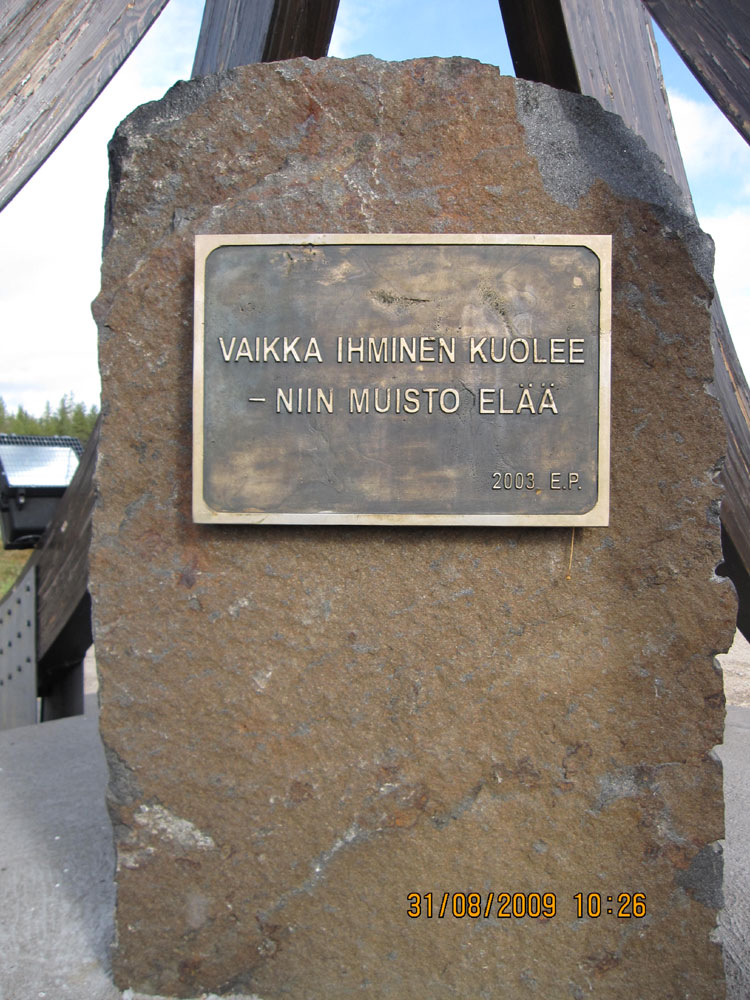 VAIKKA IHMINEN KUOLEE
– NIIN MUISTO ELÄÄ
2003 E.P.
31/08/2009 10:26